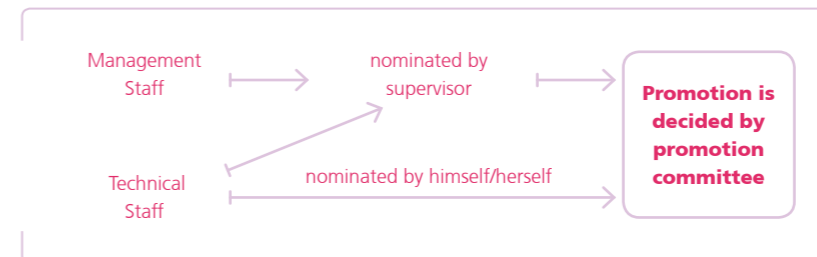 Management
Staff
nominated by
supervisor
Promotion is
decided by
promotion
committee
Technical
Staff
nominated by himself/herself